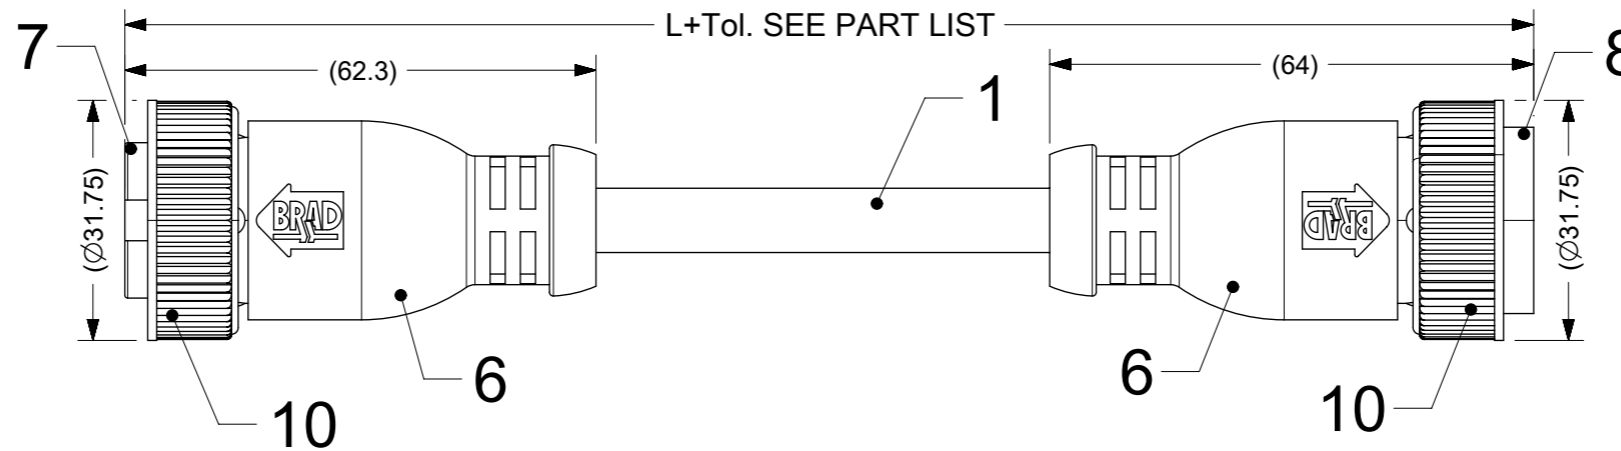 L+Tol. SEE PART LIST
7
8
(62.3)
(64)
1
(Ø31.75)
BRAD
BRAD
(Ø31.75)
6
6
10
10